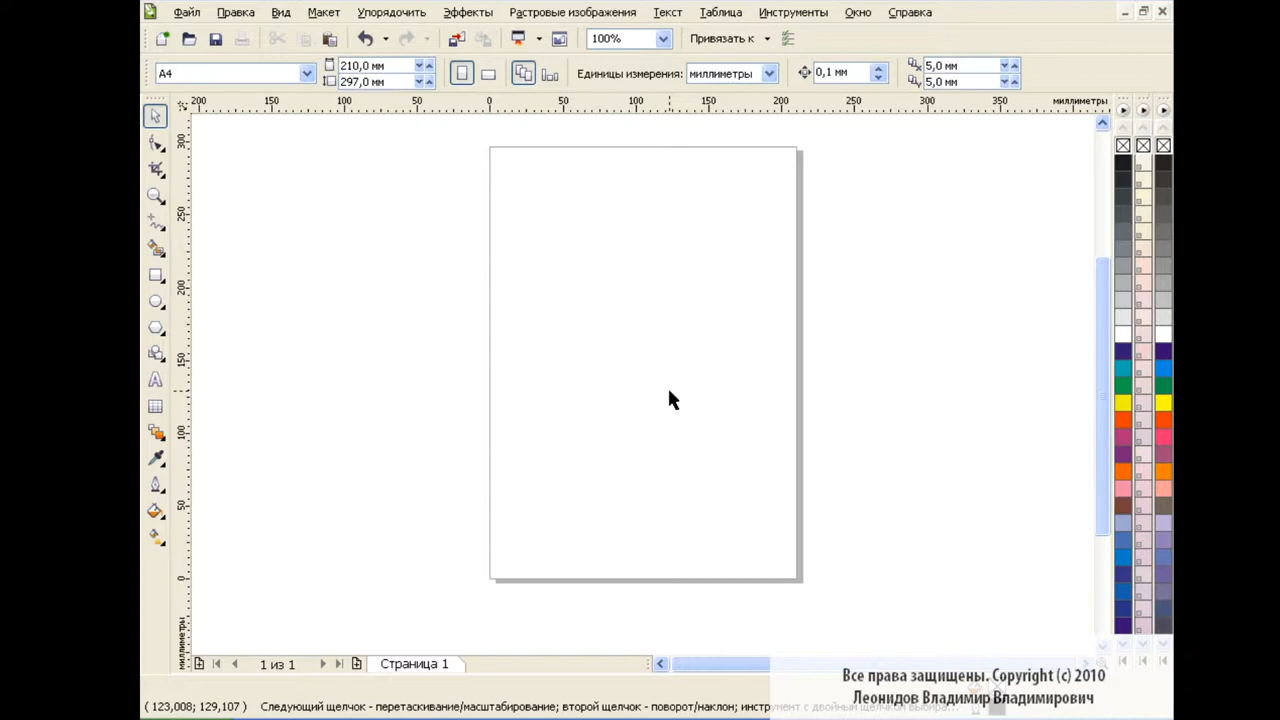 Файл Правка Вид Макет Упорядочить Эффекты Растровые изображения Текст Таблица Инструменты Окно Справка
100% Привязать к
A4 210,0 мм 297,0 мм Единицы измерения: миллиметры 0,1 мм 5,0 мм 5,0 мм
200 150 100 50 0 50 100 150 200 250 300 350 миллиметры
300
250
200
150
100
50
0
миллиметры
1 из 1 Страница 1
Все права защищены. Copyright (c) 2010
Леонидов Владимир Владимирович
( 123,008; 129,107 ) Следующий щелчок - перетаскивание/масштабирование; второй щелчок - поворот/наклон; инструмент с двойным щелчком выбира...